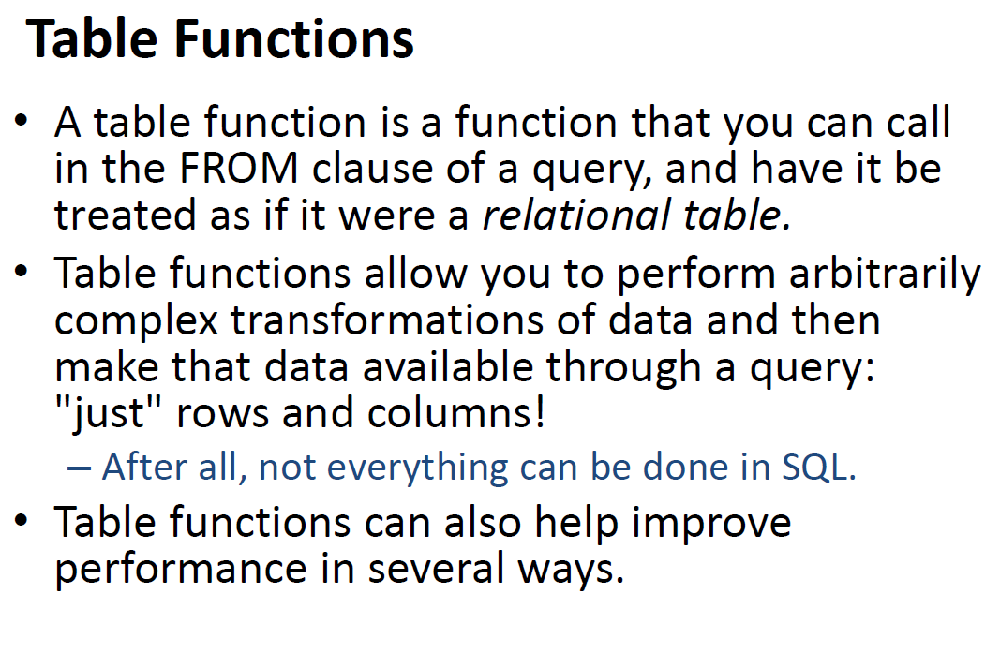 Table Functions
• A table function is a function that you can call
in the FROM clause of a query, and have it be
treated as if it were a relational table.
• Table functions allow you to perform arbitrarily
complex transformations of data and then
make that data available through a query:
"just" rows and columns!
– After all, not everything can be done in SQL.
• Table functions can also help improve
performance in several ways.